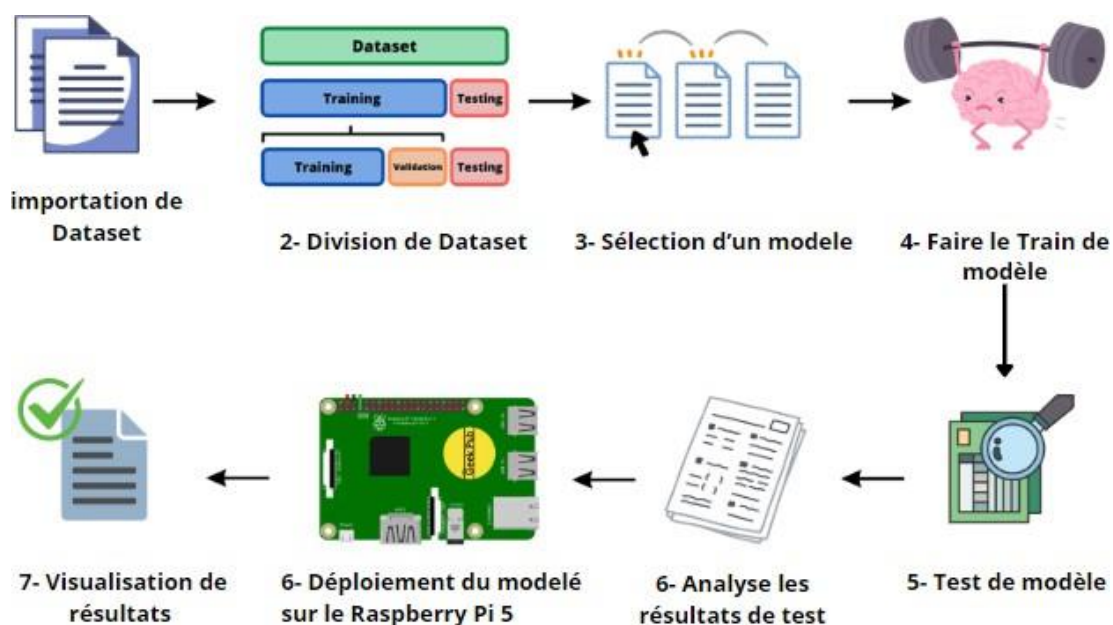 Dataset
Training
Testing
Training
Validation
Testing
importation de
Dataset
2- Division de Dataset
3- Sélection d'un modele
4- Faire le Train de
modèle
Geek Pub
7- Visualisation de
résultats
6- Déploiement du modelé
sur le Raspberry Pi 5
6- Analyse les
résultats de test
5- Test de modèle